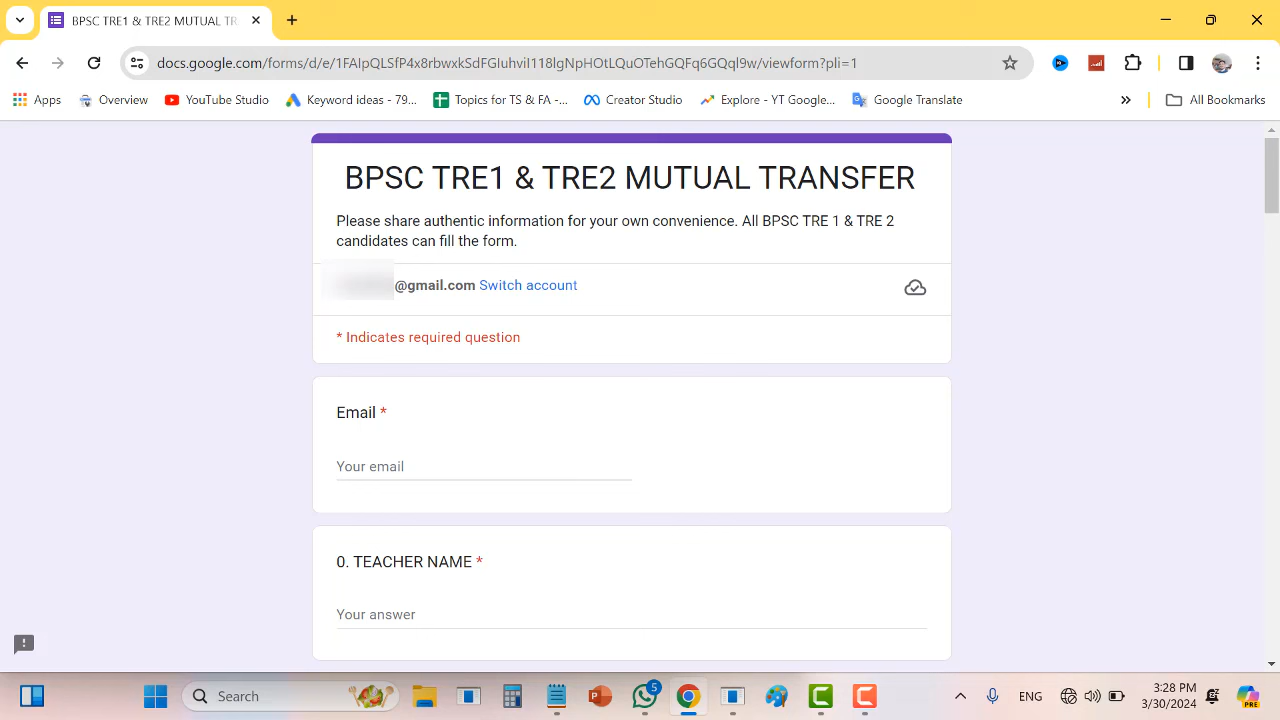 BPSC TRE1 & TRE2 MUTUAL TR
docs.google.com/forms/d/e/1FAIpQLSfP4x8rbwxkSdFGIuhviI118lgNpHOtLQuOTehGQFq6GQql9w/viewform?pli=1
Apps Overview YouTube Studio Keyword ideas - 79... Topics for TS & FA -... Creator Studio Explore - YT Google... Google Translate » All Bookmarks
BPSC TRE1 & TRE2 MUTUAL TRANSFER
Please share authentic information for your own convenience. All BPSC TRE 1 & TRE 2
candidates can fill the form.
@gmail.com Switch account
* Indicates required question
Email *
Your email
0. TEACHER NAME *
Your answer
Search 5 ENG 3:28 PM PRE
3/30/2024